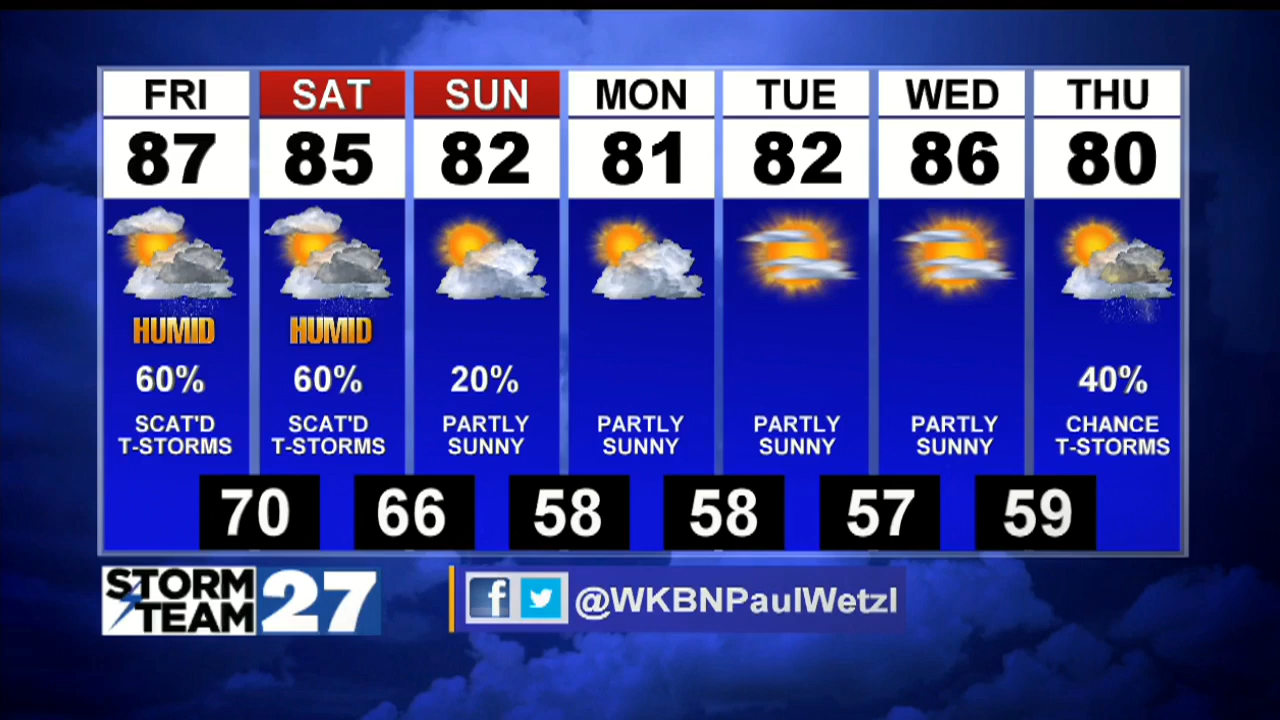 FRI SAT SUN MON TUE WED THU
87 85 82 81 82 86 80
HUMID HUMID
60% 60% 20% 40%
SCAT'D SCAT'D PARTLY PARTLY PARTLY PARTLY CHANCE
T-STORMS T-STORMS SUNNY SUNNY SUNNY SUNNY T-STORMS
70 66 58 58 57 59
STORM
TEAM 27
f @WKBNPaulWetzl